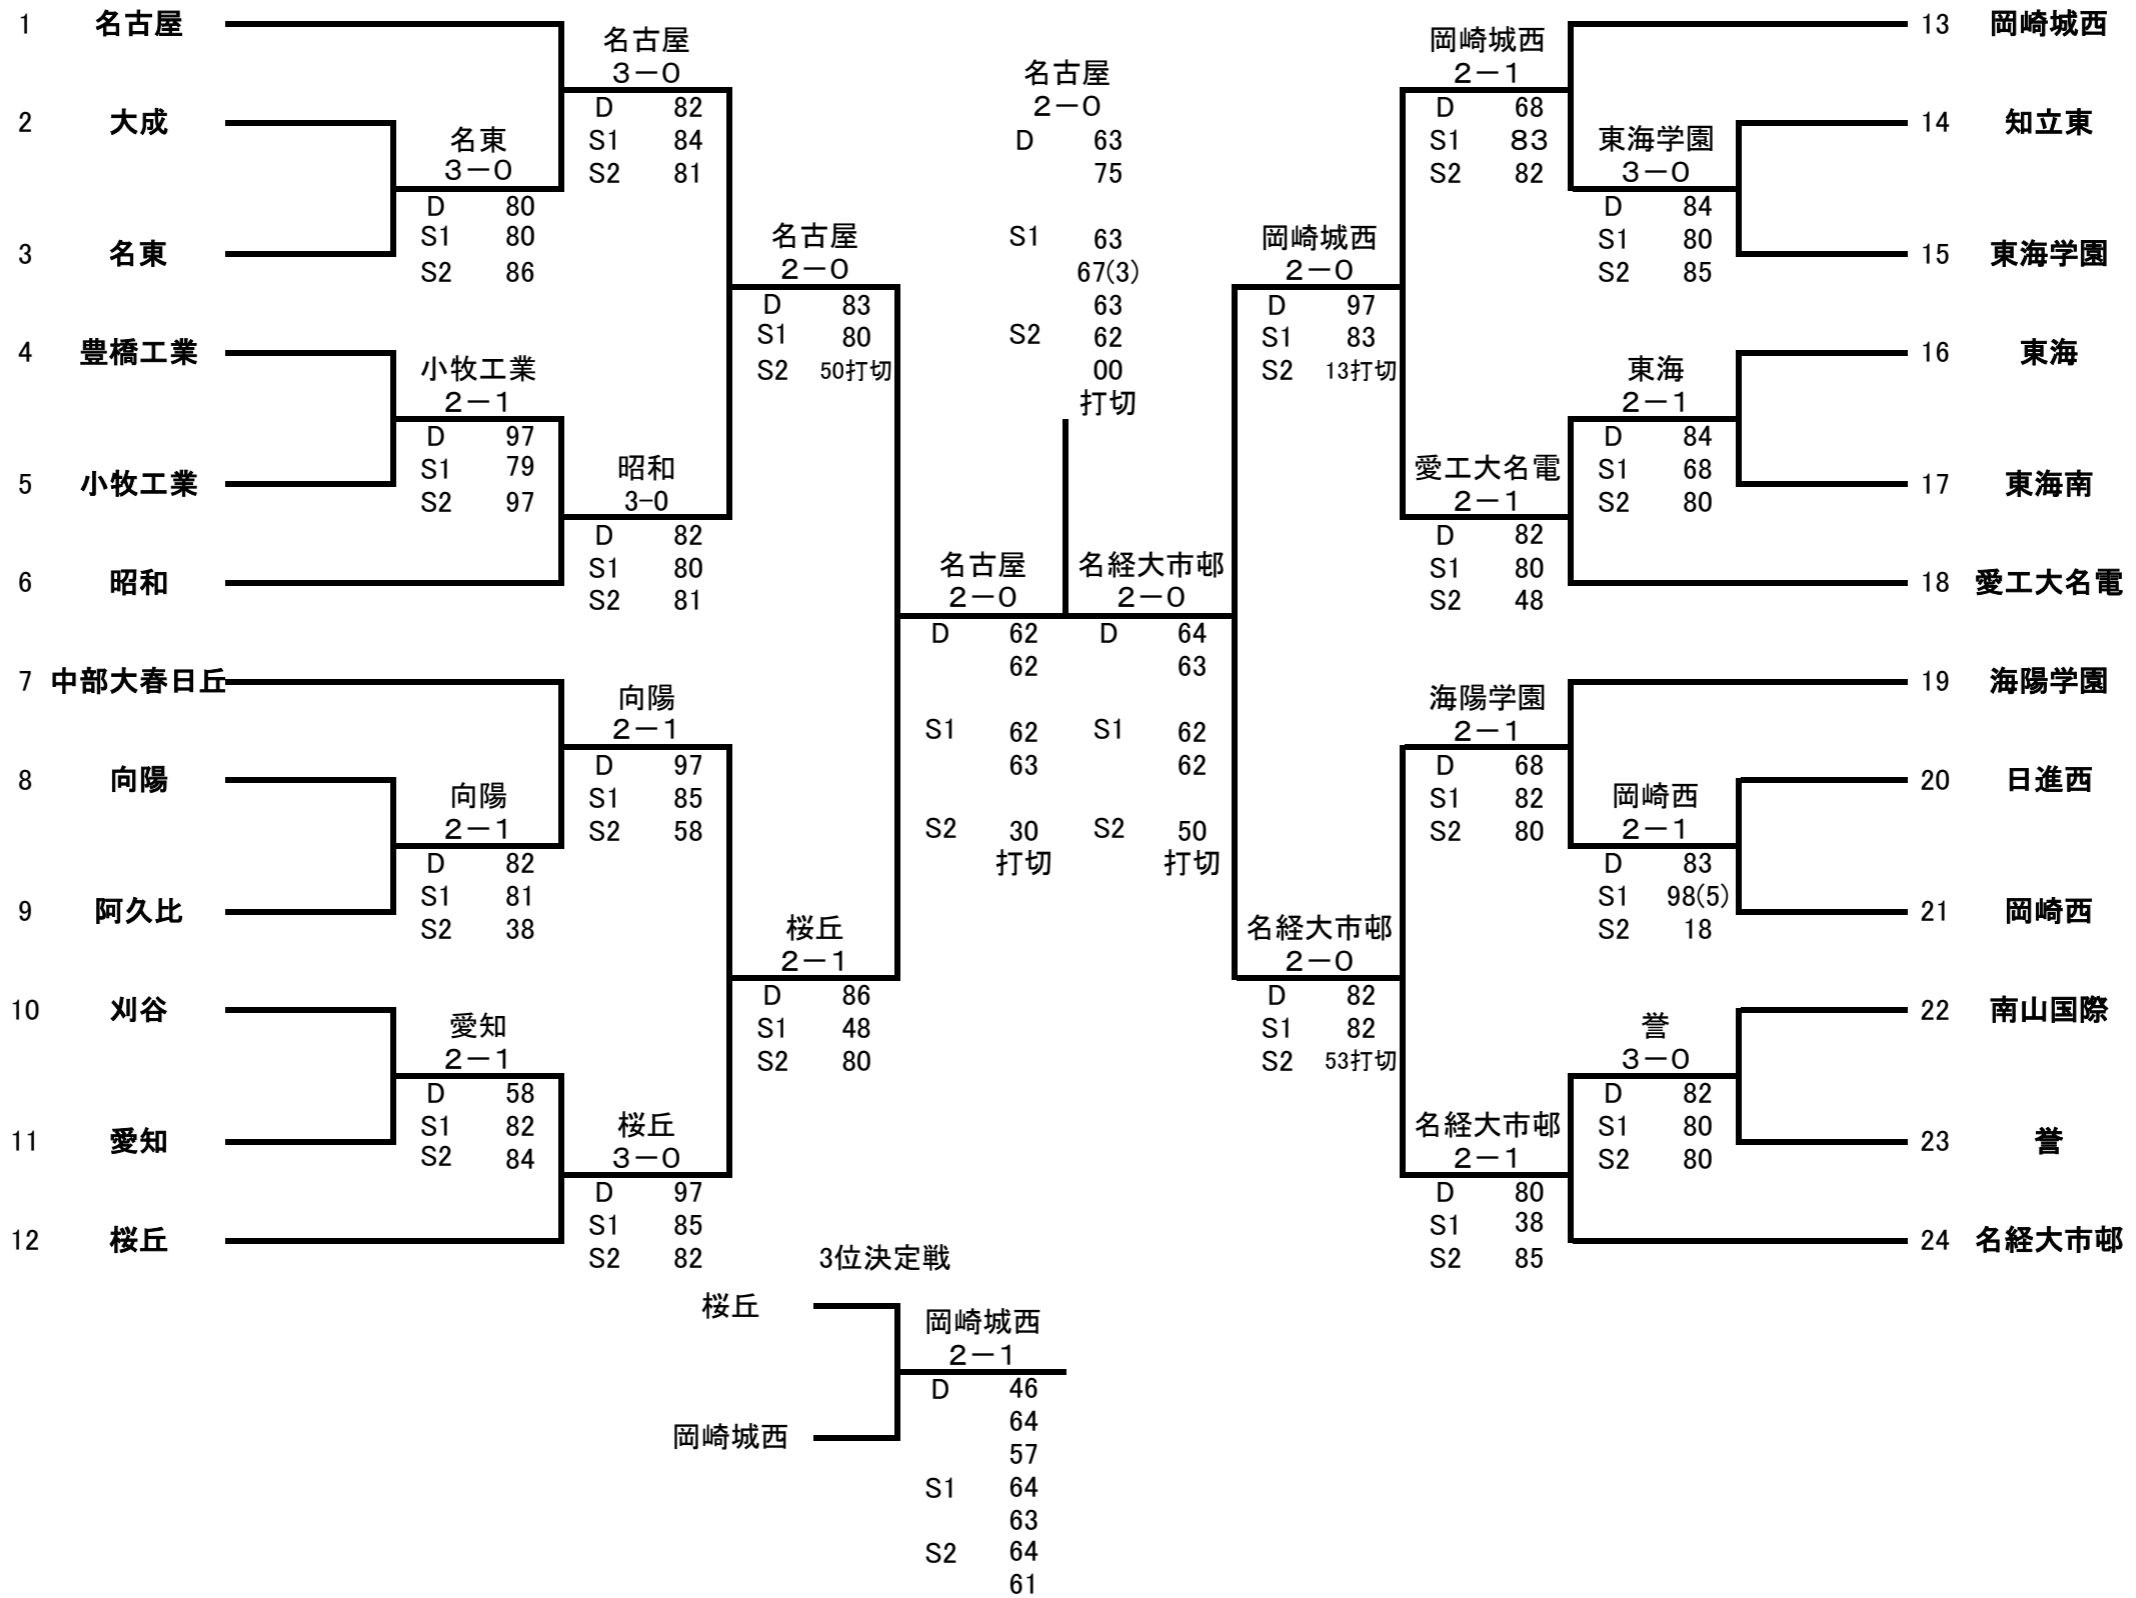 1 名古屋
2 大成
3 名東
4 豊橋工業
5 小牧工業
6 昭和
7 中部大春日丘
8 向陽
9 阿久比
10 刈谷
11 愛知
12 桜丘
名東
3－0
D 80
S1 80
S2 86
小牧工業
2－1
D 97
S1 79
S2 97
向陽
2－1
D 82
S1 81
S2 38
愛知
2－1
D 58
S1 82
S2 84
名古屋
3－0
D 82
S1 84
S2 81
昭和
3-0
D 82
S1 80
S2 81
向陽
2－1
D 97
S1 85
S2 58
桜丘
3－0
D 97
S1 85
S2 82
名古屋
2－0
D 83
S1 80
S2 50打切
桜丘
2－1
D 86
S1 48
S2 80
名古屋
2－0
D 62
62
S1 62
63
S2 30
打切
名古屋
2－0
D 63
75
S1 63
67(3)
63
S2 62
00
打切
名経大市邨
2－0
D 64
63
S1 62
62
S2 50
打切
岡崎城西
2－0
D 97
S1 83
S2 13打切
名経大市邨
2－0
D 82
S1 82
S2 53打切
岡崎城西
2－1
D 68
S1 83
S2 82
愛工大名電
2－1
D 82
S1 80
S2 48
海陽学園
2－1
D 68
S1 82
S2 80
名経大市邨
2－1
D 80
S1 38
S2 85
東海学園
3－0
D 84
S1 80
S2 85
東海
2－1
D 84
S1 68
S2 80
岡崎西
2－1
D 83
S1 98(5)
S2 18
誉
3－0
D 82
S1 80
S2 80
13 岡崎城西
14 知立東
15 東海学園
16 東海
17 東海南
18 愛工大名電
19 海陽学園
20 日進西
21 岡崎西
22 南山国際
23 誉
24 名経大市邨
3位決定戦
桜丘
岡崎城西
岡崎城西
2－1
D 46
64
57
S1 64
63
S2 64
61